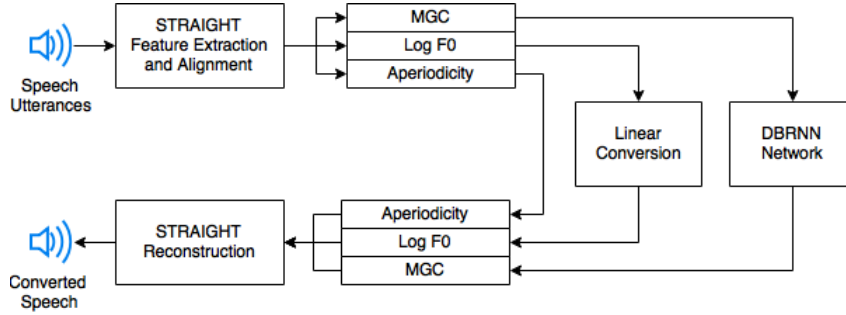 STRAIGHT
Feature Extraction
and Alignment
MGC
Log F0
Aperiodicity
Speech
Utterances
Linear
Conversion
DBRNN
Network
STRAIGHT
Reconstruction
Aperiodicity
Log F0
MGC
Converted
Speech